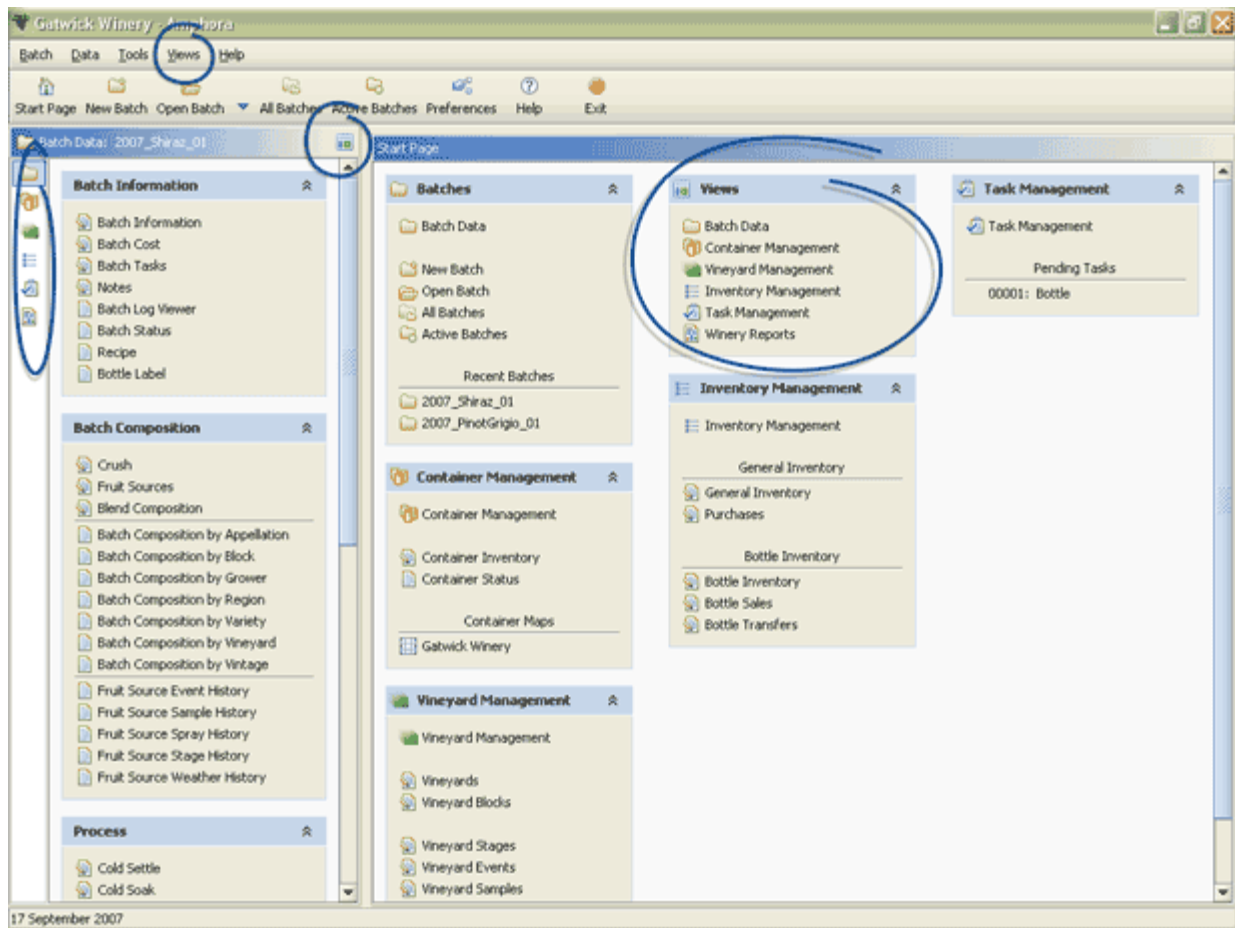 Gatwick Winery - Amphora
Batch Data Tools Views Help
Start Page New Batch Open Batch All Batches Active Batches Preferences Help Exit
Batch Data: 2007_Shiraz_01
Batch Information
Batch Information
Batch Cost
Batch Tasks
Notes
Batch Log Viewer
Batch Status
Recipe
Bottle Label
Batch Composition
Crush
Fruit Sources
Blend Composition
Batch Composition by Appellation
Batch Composition by Block
Batch Composition by Grower
Batch Composition by Region
Batch Composition by Variety
Batch Composition by Vineyard
Batch Composition by Vintage
Fruit Source Event History
Fruit Source Sample History
Fruit Source Spray History
Fruit Source Stage History
Fruit Source Weather History
Process
Cold Settle
Cold Soak
Start Page
Batches
Batch Data
New Batch
Open Batch
All Batches
Active Batches
Recent Batches
2007_Shiraz_01
2007_PinotGrigio_01
Container Management
Container Management
Container Inventory
Container Status
Container Maps
Gatwick Winery
Vineyard Management
Vineyard Management
Vineyards
Vineyard Blocks
Vineyard Stages
Vineyard Events
Vineyard Samples
Views
Batch Data
Container Management
Vineyard Management
Inventory Management
Task Management
Winery Reports
Inventory Management
Inventory Management
General Inventory
General Inventory
Purchases
Bottle Inventory
Bottle Inventory
Bottle Sales
Bottle Transfers
Task Management
Task Management
Pending Tasks
00001: Bottle
17 September 2007